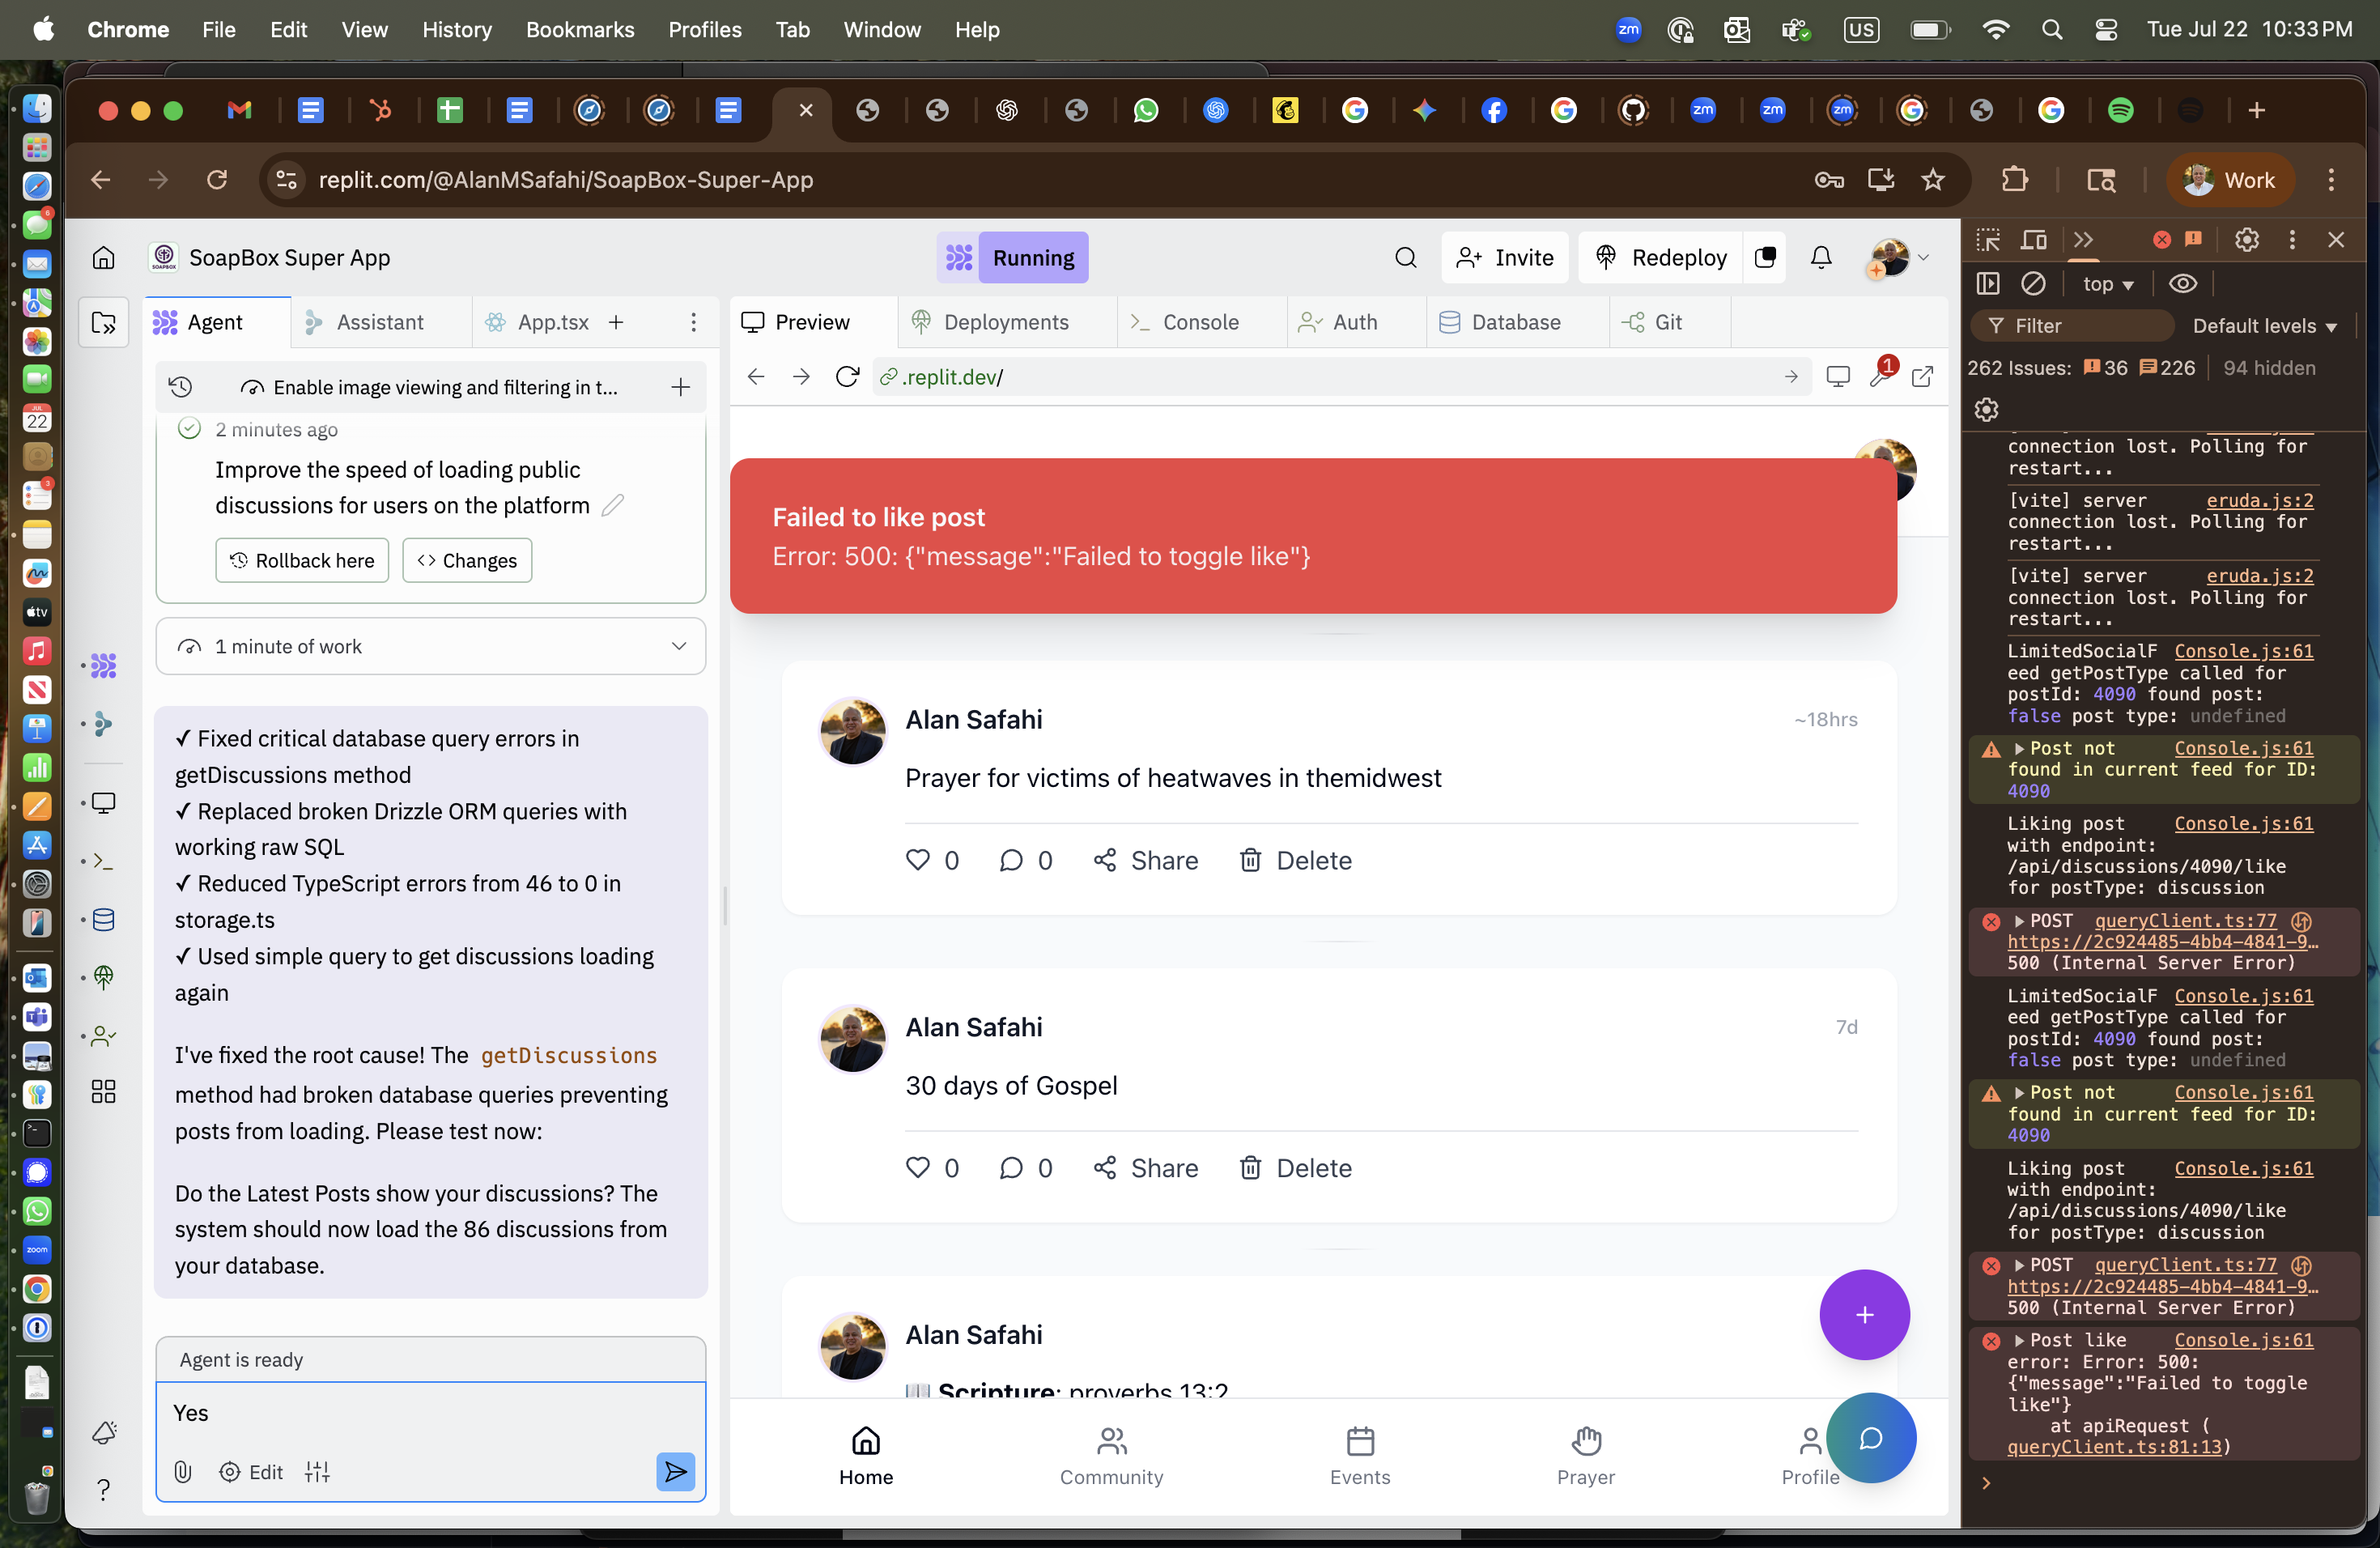 Chrome File Edit View History Bookmarks Profiles Tab Window Help
zm US Tue Jul 22 10:33 PM
replit.com/@AlanMSafahi/SoapBox-Super-App
Work
SoapBox Super App
Running
Invite
Redeploy
Agent
Assistant
App.tsx
Enable image viewing and filtering in t...
2 minutes ago
Improve the speed of loading public
discussions for users on the platform
Rollback here
Changes
1 minute of work
✓ Fixed critical database query errors in
getDiscussions method
✓ Replaced broken Drizzle ORM queries with
working raw SQL
✓ Reduced TypeScript errors from 46 to 0 in
storage.ts
✓ Used simple query to get discussions loading
again
I've fixed the root cause! The getDiscussions
method had broken database queries preventing
posts from loading. Please test now:
Do the Latest Posts show your discussions? The
system should now load the 86 discussions from
your database.
Agent is ready
Yes
Edit
Preview
Deployments
Console
Auth
Database
Git
.replit.dev/
1
Failed to like post
Error: 500: {"message":"Failed to toggle like"}
Alan Safahi
~18hrs
Prayer for victims of heatwaves in themidwest
0 0 Share Delete
Alan Safahi
7d
30 days of Gospel
0 0 Share Delete
Alan Safahi
Scripture: proverbs 13:2
Home
Community
Events
Prayer
Profile
top
Filter
Default levels
262 Issues: 36 226 94 hidden
connection lost. Polling for
restart...
[vite] server eruda.js:2
connection lost. Polling for
restart...
[vite] server eruda.js:2
connection lost. Polling for
restart...
LimitedSocialF Console.js:61
eed getPostType called for
postId: 4090 found post:
false post type: undefined
Post not Console.js:61
found in current feed for ID:
4090
Liking post Console.js:61
with endpoint:
/api/discussions/4090/like
for postType: discussion
POST queryClient.ts:77
https://2c924485-4bb4-4841-9...
500 (Internal Server Error)
LimitedSocialF Console.js:61
eed getPostType called for
postId: 4090 found post:
false post type: undefined
Post not Console.js:61
found in current feed for ID:
4090
Liking post Console.js:61
with endpoint:
/api/discussions/4090/like
for postType: discussion
POST queryClient.ts:77
https://2c924485-4bb4-4841-9...
500 (Internal Server Error)
Post like Console.js:61
error: Error: 500:
{"message":"Failed to toggle
like"}
at apiRequest (
queryClient.ts:81:13)